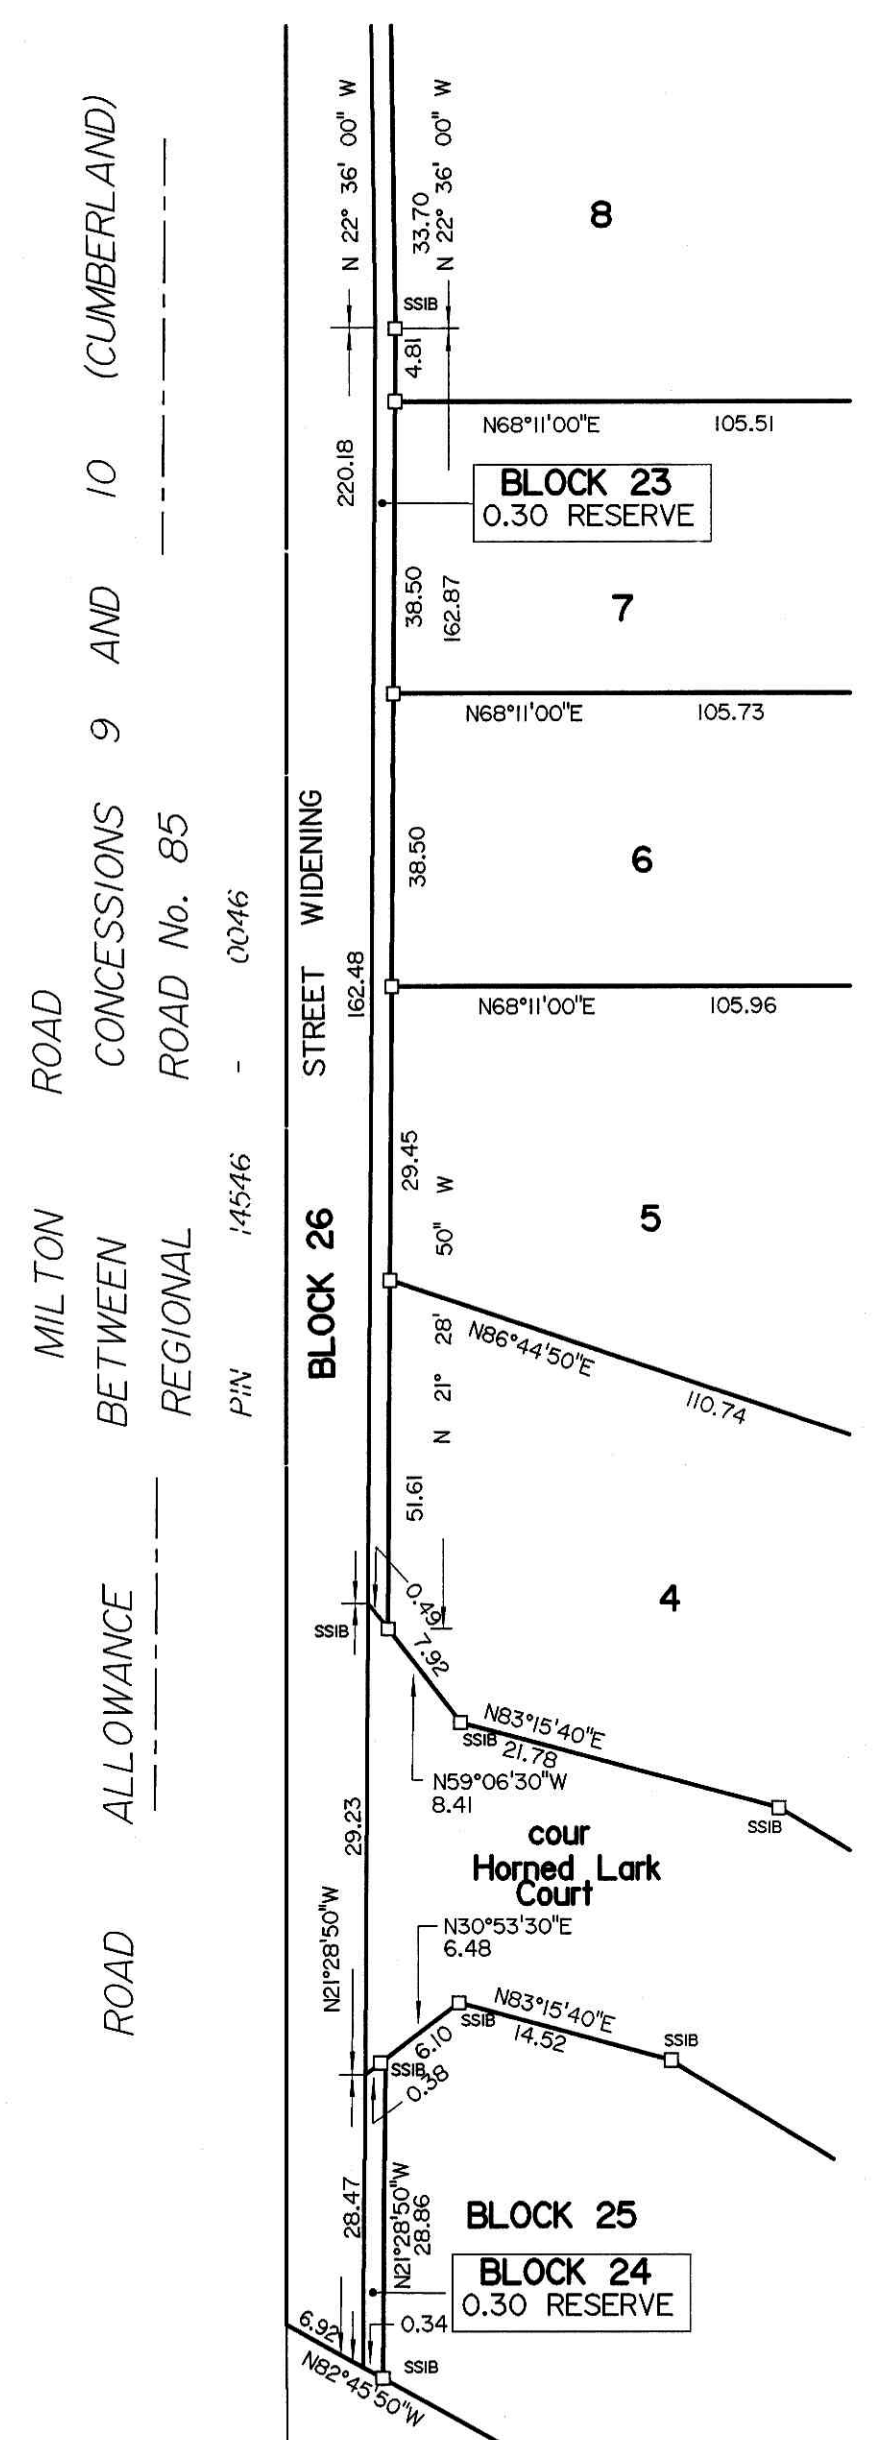 MILTON ROAD
ROAD ALLOWANCE BETWEEN CONCESSIONS 9 AND 10 (CUMBERLAND)
REGIONAL ROAD No. 85
PIN 14546 - 0046
BLOCK 26 STREET WIDENING
N 22° 36' 00" W
33.70
N 22° 36' 00" W
8
SSIB
4.81
N68°11'00"E 105.51
220.18
BLOCK 23
0.30 RESERVE
38.50
162.87
7
N68°11'00"E 105.73
38.50
6
162.48
N68°11'00"E 105.96
29.45
N 21° 28' 50" W
5
N86°44'50"E 110.74
51.61
4
0.49
SSIB
7.92
N83°15'40"E
SSIB
21.78
N59°06'30"W
8.41
SSIB
29.23
cour
Horned Lark
Court
N21°28'50"W
N30°53'30"E
6.48
N83°15'40"E
SSIB
14.52
SSIB
6.10
SSIB
0.38
28.47
N21°28'50"W
28.86
BLOCK 25
BLOCK 24
0.30 RESERVE
6.92
0.34
SSIB
N82°45'50"W